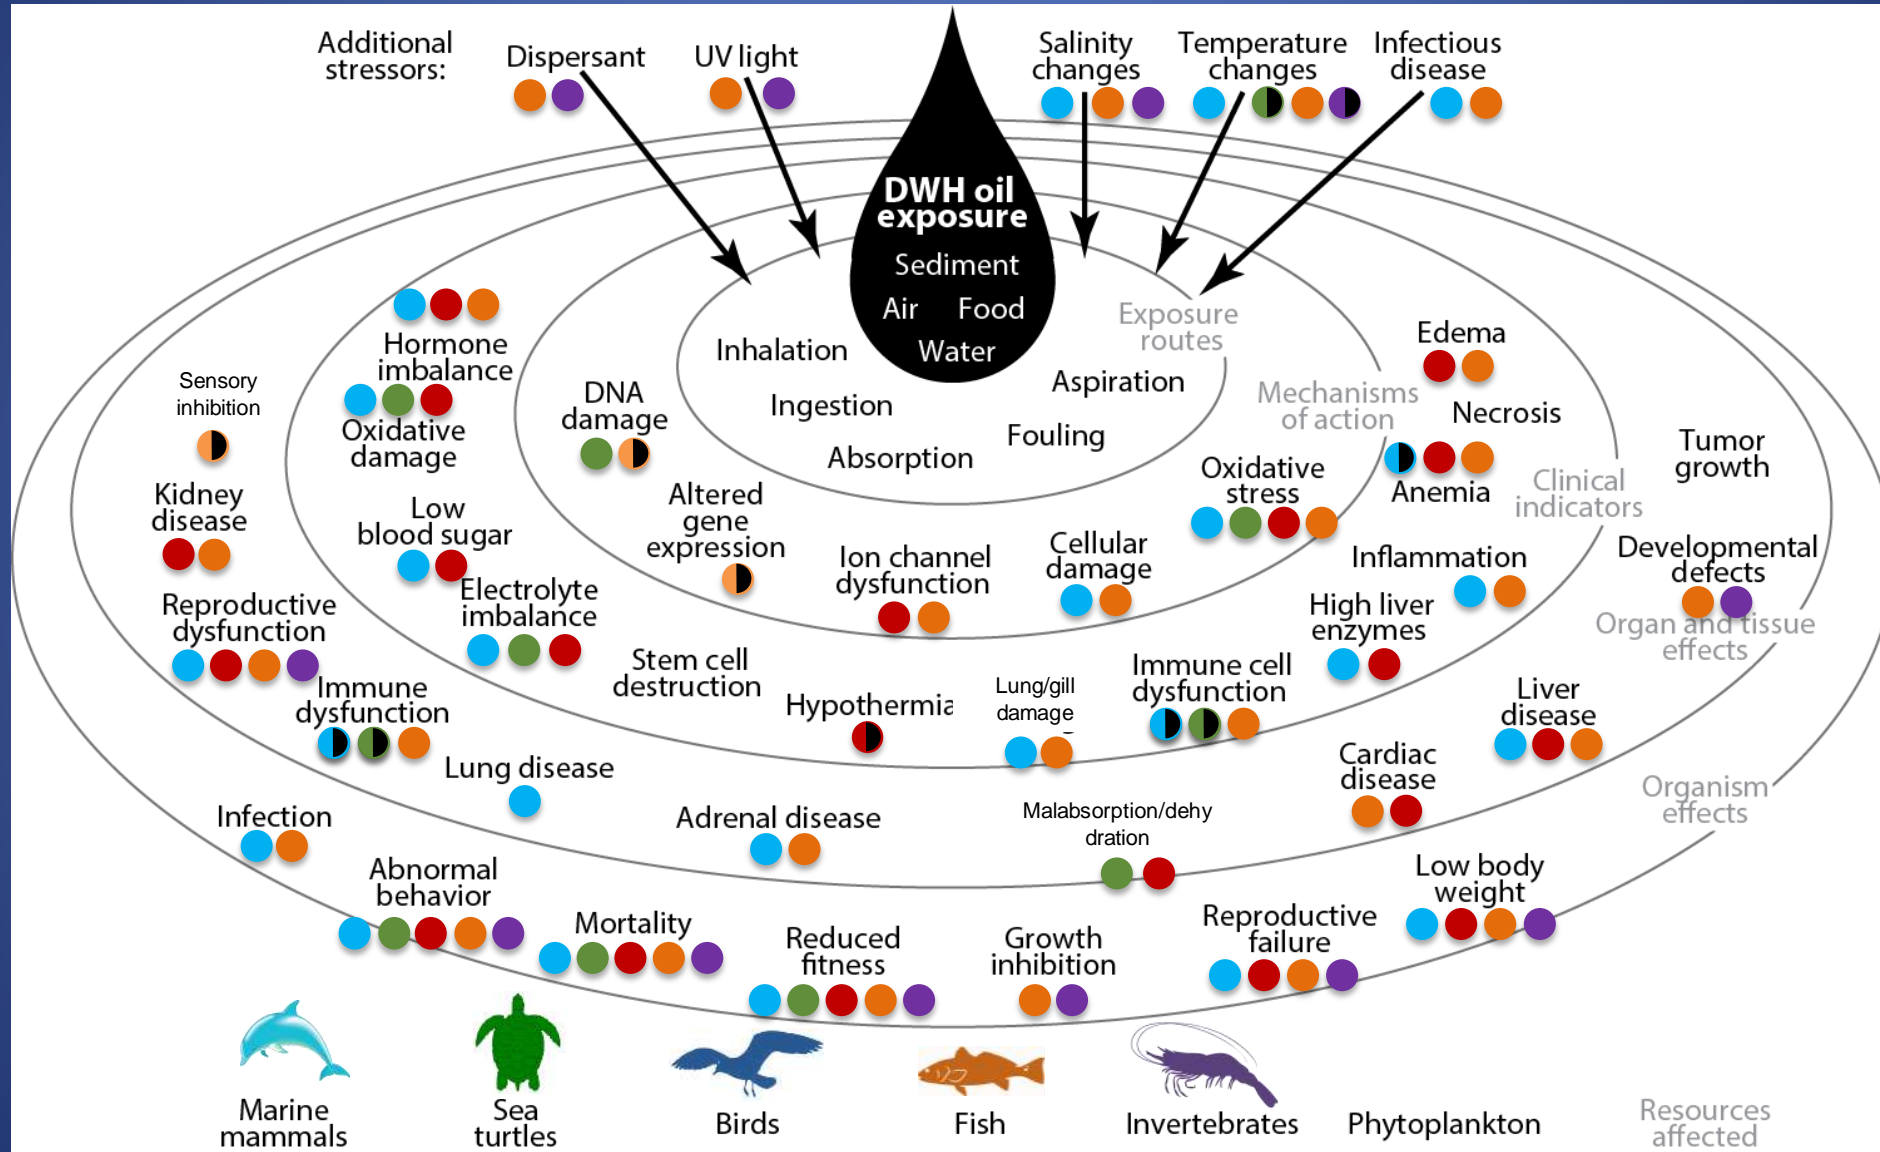 Additional
stressors:
Dispersant
UV light
Salinity
changes
Temperature
changes
Infectious
disease
DWH oil
exposure
Sediment
Air
Food
Water
Exposure
routes
Inhalation
Aspiration
Ingestion
Fouling
Absorption
Mechanisms
of action
DNA
damage
Altered
gene
expression
Ion channel
dysfunction
Cellular
damage
Oxidative
stress
Hormone
imbalance
Oxidative
damage
Low
blood sugar
Electrolyte
imbalance
Stem cell
destruction
Hypothermia
Lung/gill
damage
Immune cell
dysfunction
High liver
enzymes
Inflammation
Edema
Necrosis
Anemia
Clinical
indicators
Sensory
inhibition
Kidney
disease
Reproductive
dysfunction
Immune
dysfunction
Lung disease
Adrenal disease
Malabsorption/dehy
dration
Cardiac
disease
Liver
disease
Tumor
growth
Developmental
defects
Organ and tissue
effects
Infection
Abnormal
behavior
Mortality
Reduced
fitness
Growth
inhibition
Reproductive
failure
Low body
weight
Organism
effects
Marine
mammals
Sea
turtles
Birds
Fish
Invertebrates
Phytoplankton
Resources
affected